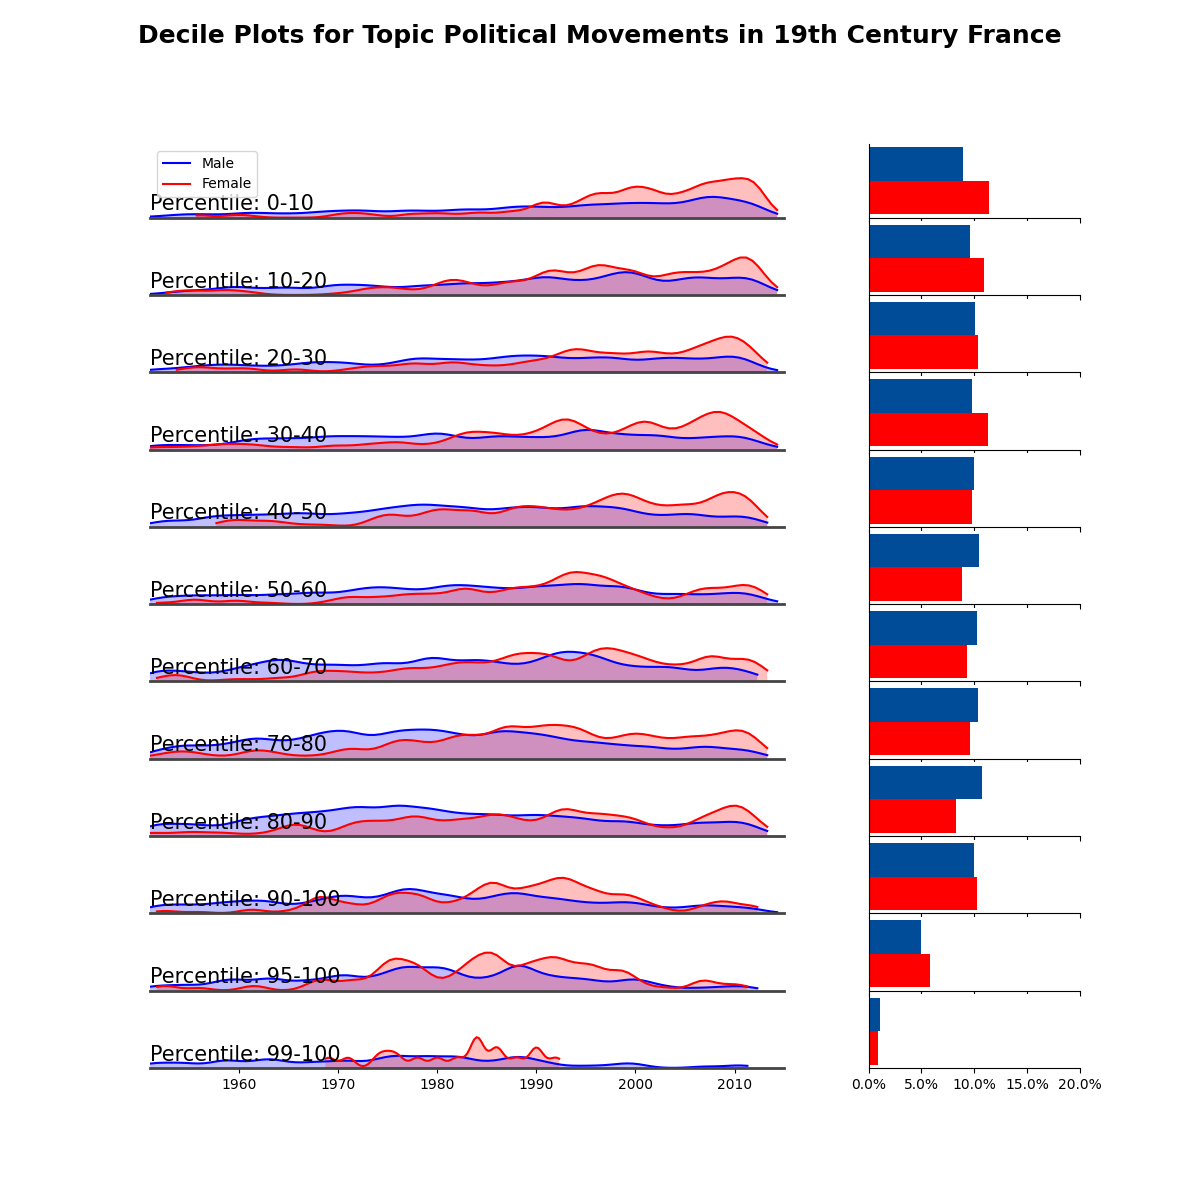 Decile Plots for Topic Political Movements in 19th Century France
Male
Female
Percentile: 0-10
Percentile: 10-20
Percentile: 20-30
Percentile: 30-40
Percentile: 40-50
Percentile: 50-60
Percentile: 60-70
Percentile: 70-80
Percentile: 80-90
Percentile: 90-100
Percentile: 95-100
Percentile: 99-100
1960 1970 1980 1990 2000 2010
0.0% 5.0% 10.0% 15.0% 20.0%